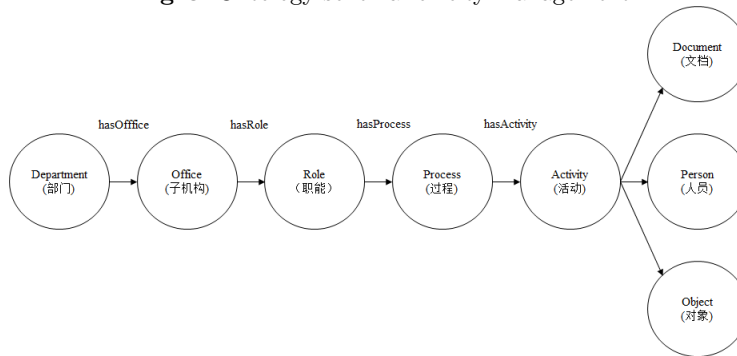 Document
(文档)
hasOfffice
hasRole
hasProcess
hasActivity
Department
(部门)
Office
(子机构)
Role
（职能）
Process
(过程)
Activity
(活动)
Person
(人员)
Object
(对象)